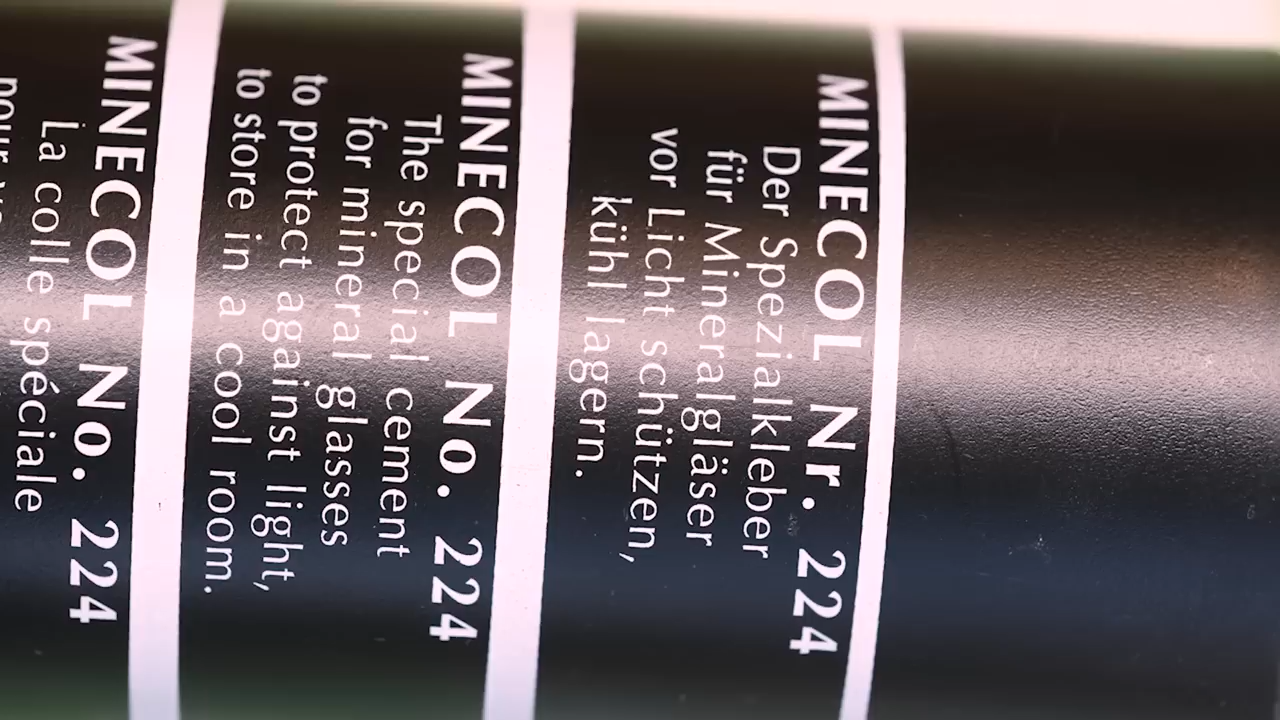 MINECOL Nr. 224
Der Spezialkleber
für Mineralgläser
vor Licht schützen,
kühl lagern.
MINECOL No. 224
The special cement
for mineral glasses
to protect against light,
to store in a cool room.
MINECOL No. 224
La colle spéciale
pour